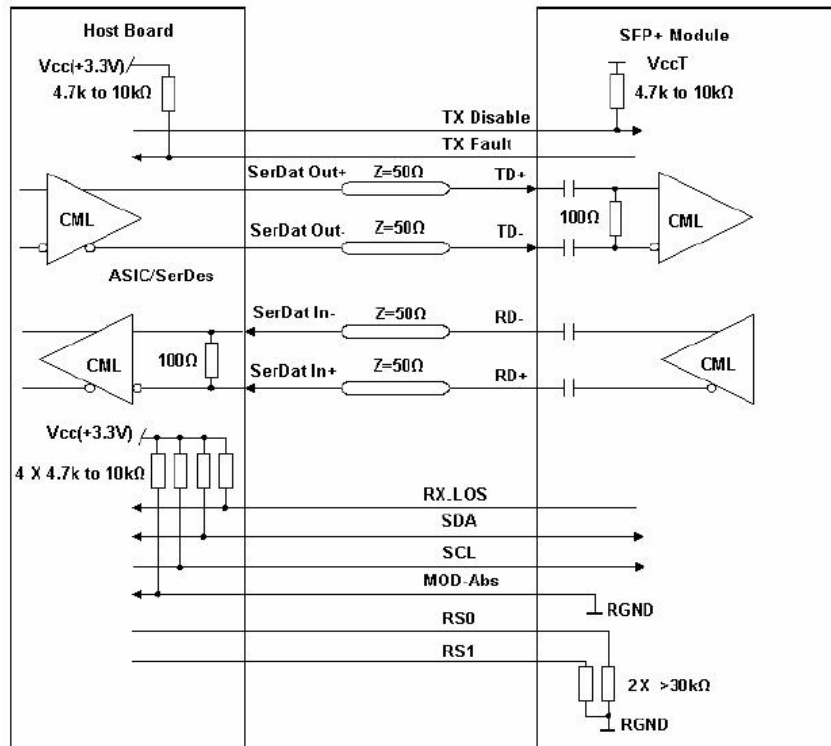 Host Board
SFP+ Module
Vcc(+3.3V)
4.7k to 10kΩ
VccT
4.7k to 10kΩ
TX Disable
TX Fault
SerDat Out+
Z=50Ω
TD+
CML
100Ω
CML
SerDat Out-
Z=50Ω
TD-
ASIC/SerDes
SerDat In-
Z=50Ω
RD-
CML
100Ω
CML
SerDat In+
Z=50Ω
RD+
Vcc(+3.3V)
4 X 4.7k to 10kΩ
RX_LOS
SDA
SCL
MOD-Abs
RGND
RS0
RS1
2X >30kΩ
RGND